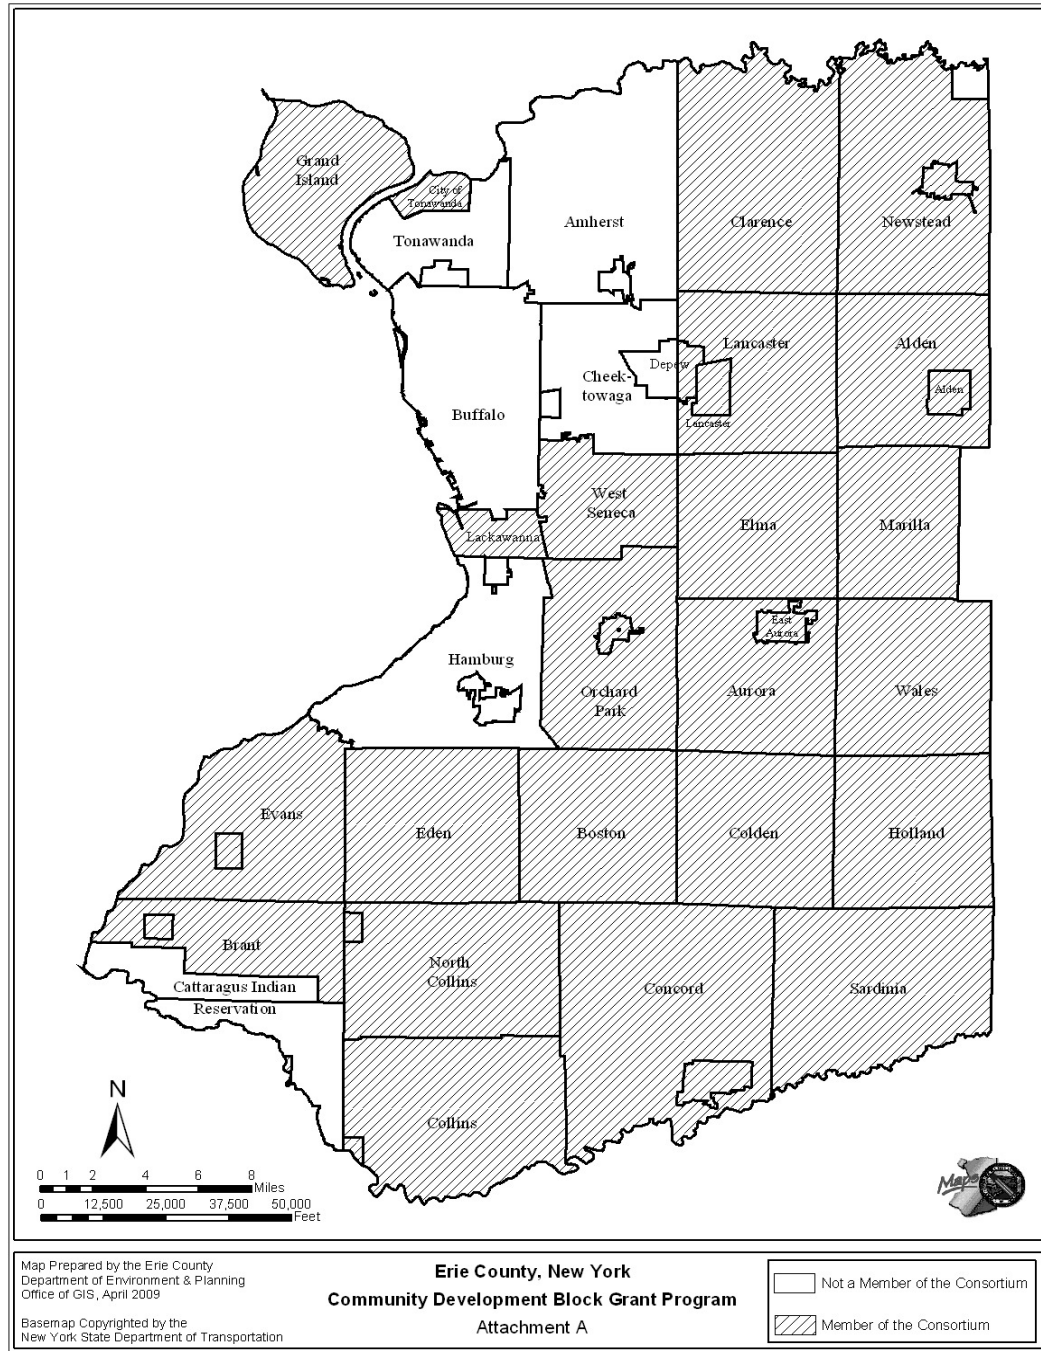 Grand
Island
City of
Tonawanda
Tonawanda
Amherst
Clarence
Newstead
Lancaster
Alden
Depew
Cheek-
towaga
Alden
Buffalo
Lancaster
West
Seneca
Elma
Marilla
Lackawanna
East
Aurora
Hamburg
Orchard
Park
Aurora
Wales
Evans
Eden
Boston
Colden
Holland
Brant
North
Collins
Cattaragus Indian
Reservation
Concord
Sardinia
Collins
N
0 1 2 4 6 8
Miles
0 12,500 25,000 37,500 50,000
Feet
Maps
Map Prepared by the Erie County
Department of Environment & Planning
Office of GIS, April 2009
Basemap Copyrighted by the
New York State Department of Transportation
Erie County, New York
Community Development Block Grant Program
Attachment A
Not a Member of the Consortium
Member of the Consortium